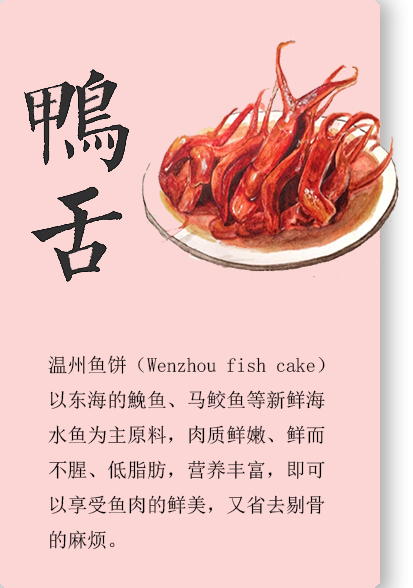 鴨舌
温州鱼饼（Wenzhou fish cake）
以东海的鮸鱼、马鲛鱼等新鲜海
水鱼为主原料，肉质鲜嫩、鲜而
不腥、低脂肪，营养丰富，即可
以享受鱼肉的鲜美，又省去剔骨
的麻烦。